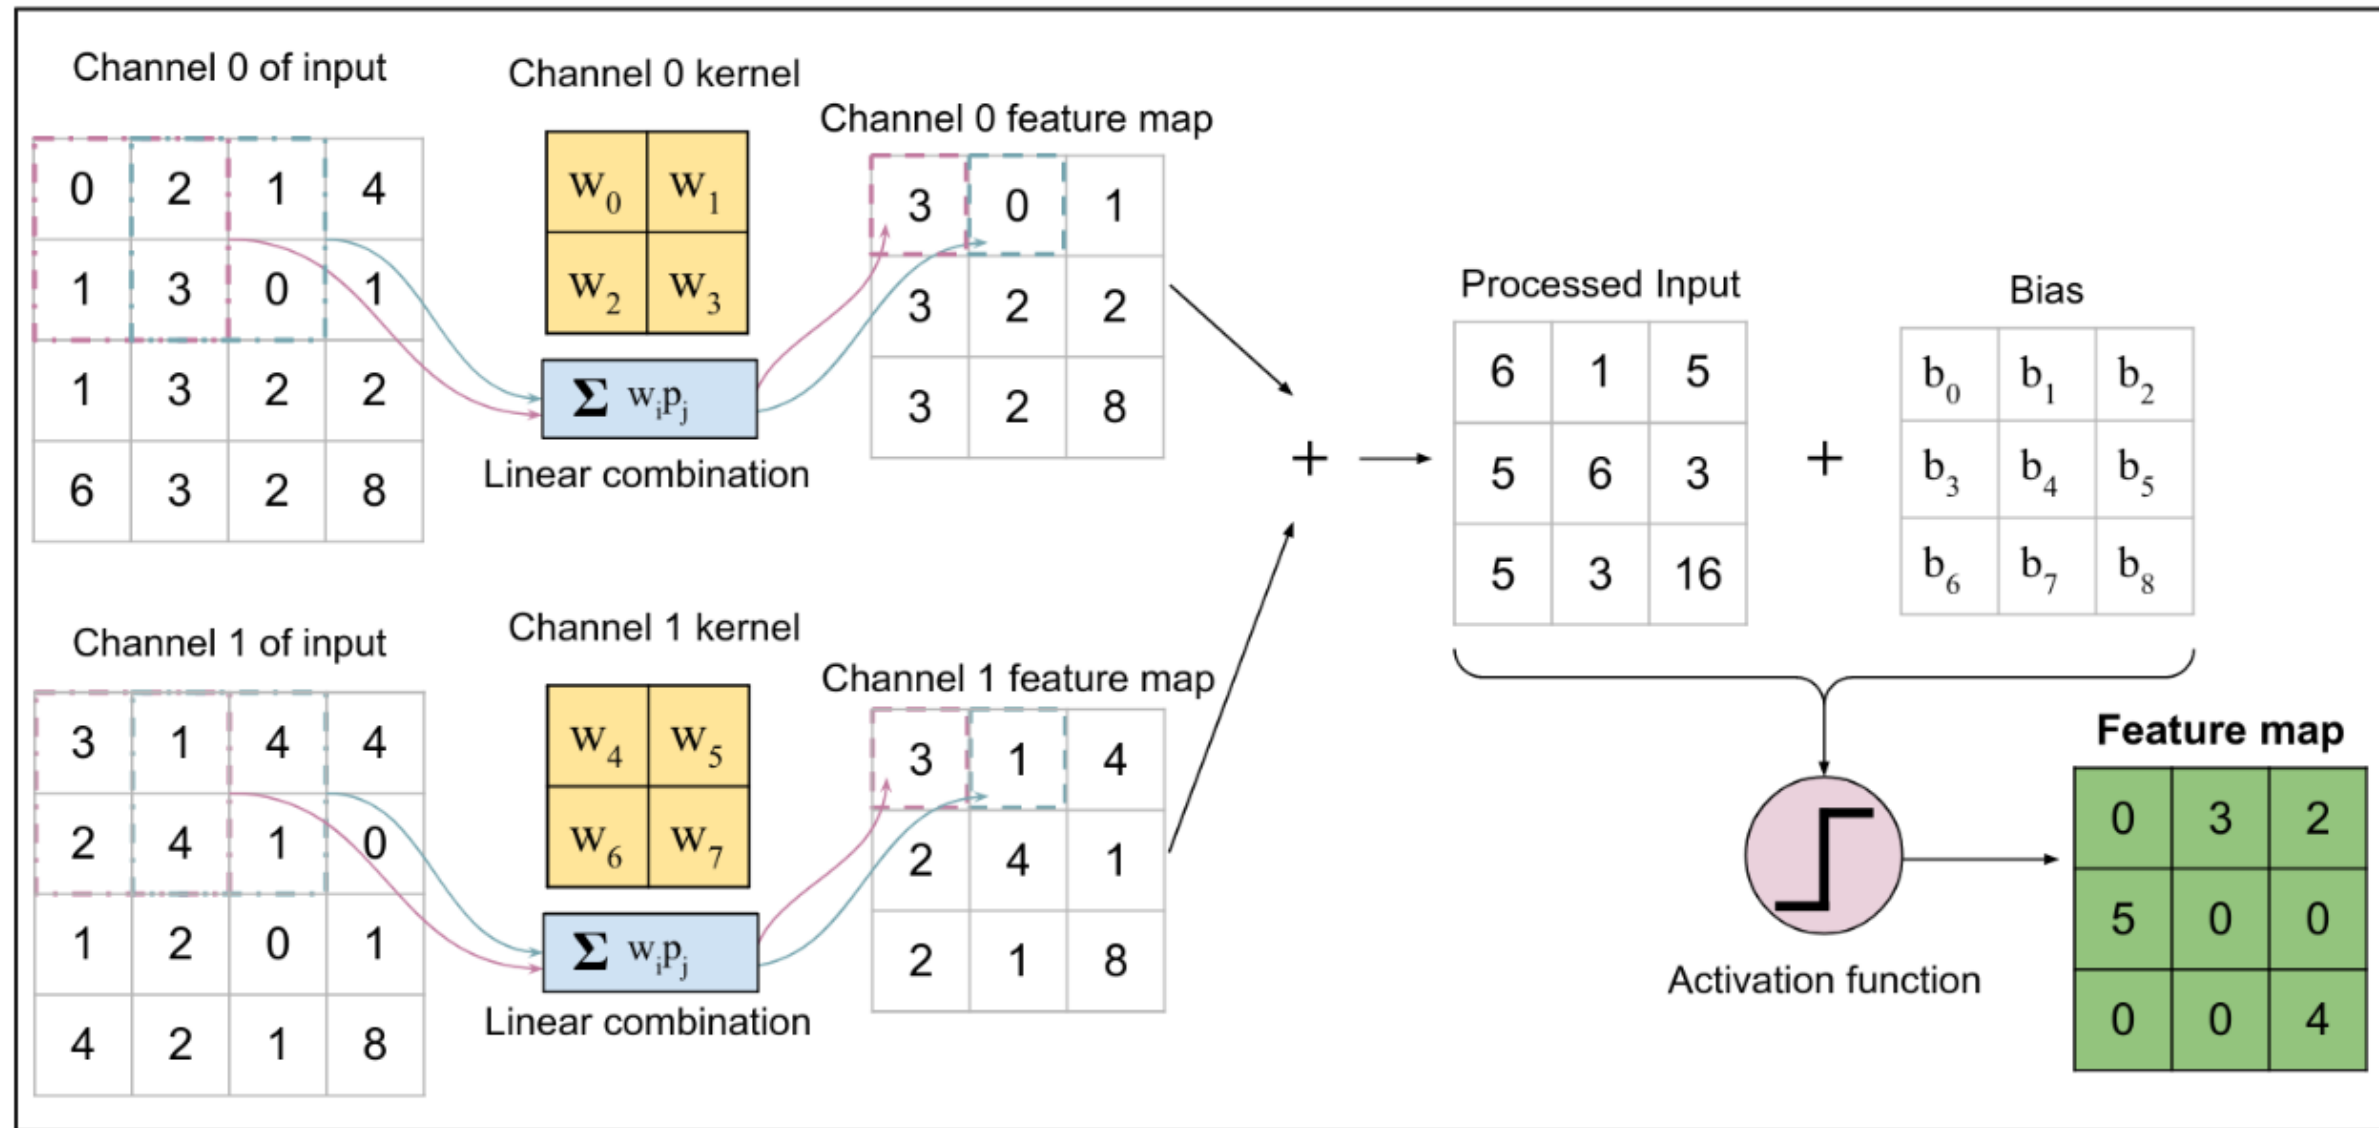 Channel 0 of input
0 2 1 4
1 3 0 1
1 3 2 2
6 3 2 8
Channel 0 kernel
w₀ w₁
w₂ w₃
Σ wᵢpⱼ
Linear combination
Channel 0 feature map
3 0 1
3 2 2
3 2 8
Channel 1 of input
3 1 4 4
2 4 1 0
1 2 0 1
4 2 1 8
Channel 1 kernel
w₄ w₅
w₆ w₇
Σ wᵢpⱼ
Linear combination
Channel 1 feature map
3 1 4
2 4 1
2 1 8
+
Processed Input
6 1 5
5 6 3
5 3 16
+
Bias
b₀ b₁ b₂
b₃ b₄ b₅
b₆ b₇ b₈
Activation function
Feature map
0 3 2
5 0 0
0 0 4